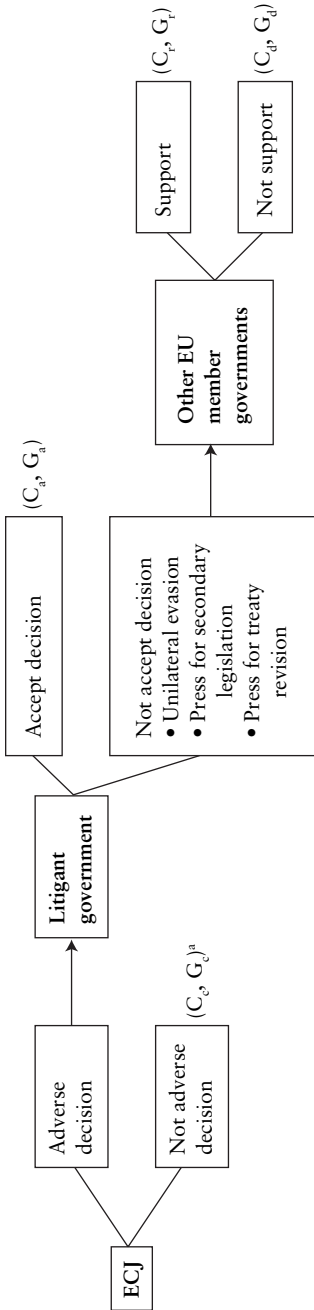 ECJ
Adverse
decision
Not adverse
decision
(C_c, G_c)^a
Litigant
government
Accept decision
(C_a, G_a)
Not accept decision
• Unilateral evasion
• Press for secondary
legislation
• Press for treaty
revision
Other EU
member
governments
Support
(C_r, G_r)
Not support
(C_d, G_d)